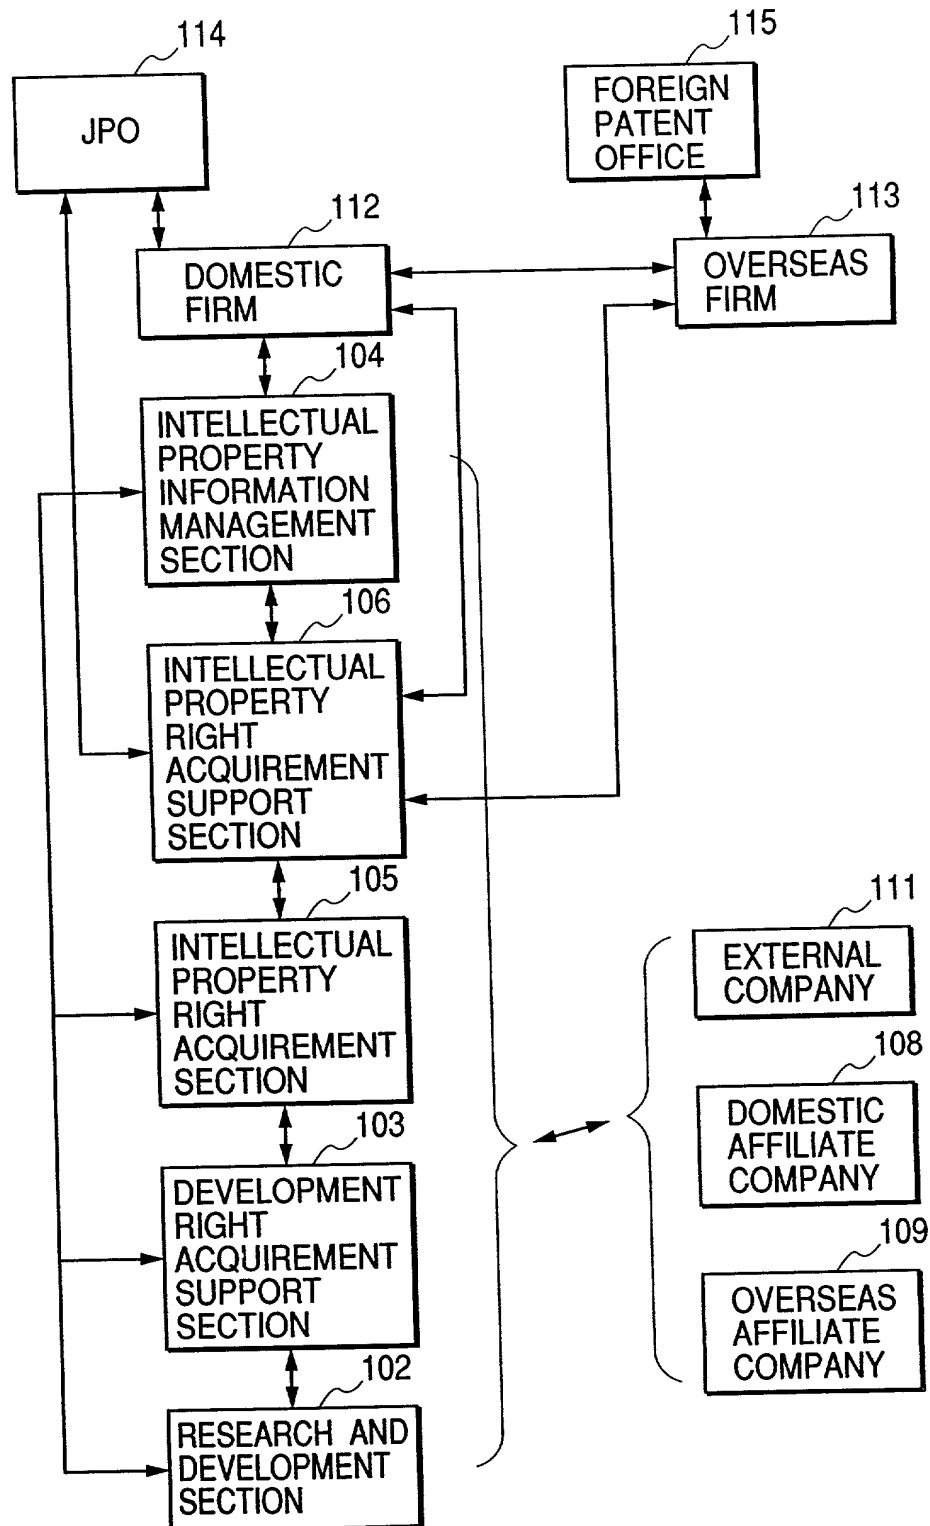 114
JPO
115
FOREIGN
PATENT
OFFICE
112
DOMESTIC
FIRM
113
OVERSEAS
FIRM
104
INTELLECTUAL
PROPERTY
INFORMATION
MANAGEMENT
SECTION
106
INTELLECTUAL
PROPERTY
RIGHT
ACQUIREMENT
SUPPORT
SECTION
105
INTELLECTUAL
PROPERTY
RIGHT
ACQUIREMENT
SECTION
103
DEVELOPMENT
RIGHT
ACQUIREMENT
SUPPORT
SECTION
102
RESEARCH AND
DEVELOPMENT
SECTION
111
EXTERNAL
COMPANY
108
DOMESTIC
AFFILIATE
COMPANY
109
OVERSEAS
AFFILIATE
COMPANY